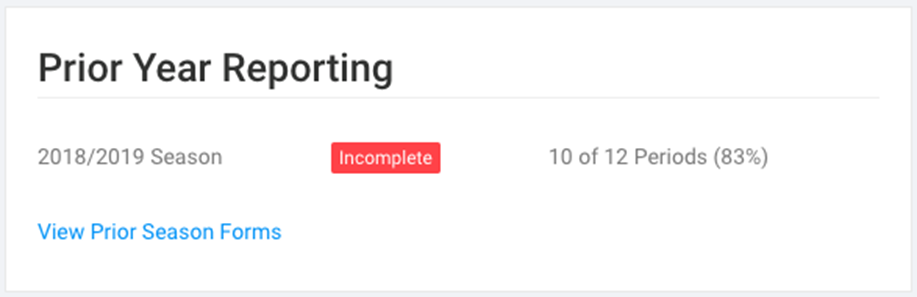 Prior Year Reporting
2018/2019 Season Incomplete 10 of 12 Periods (83%)
View Prior Season Forms